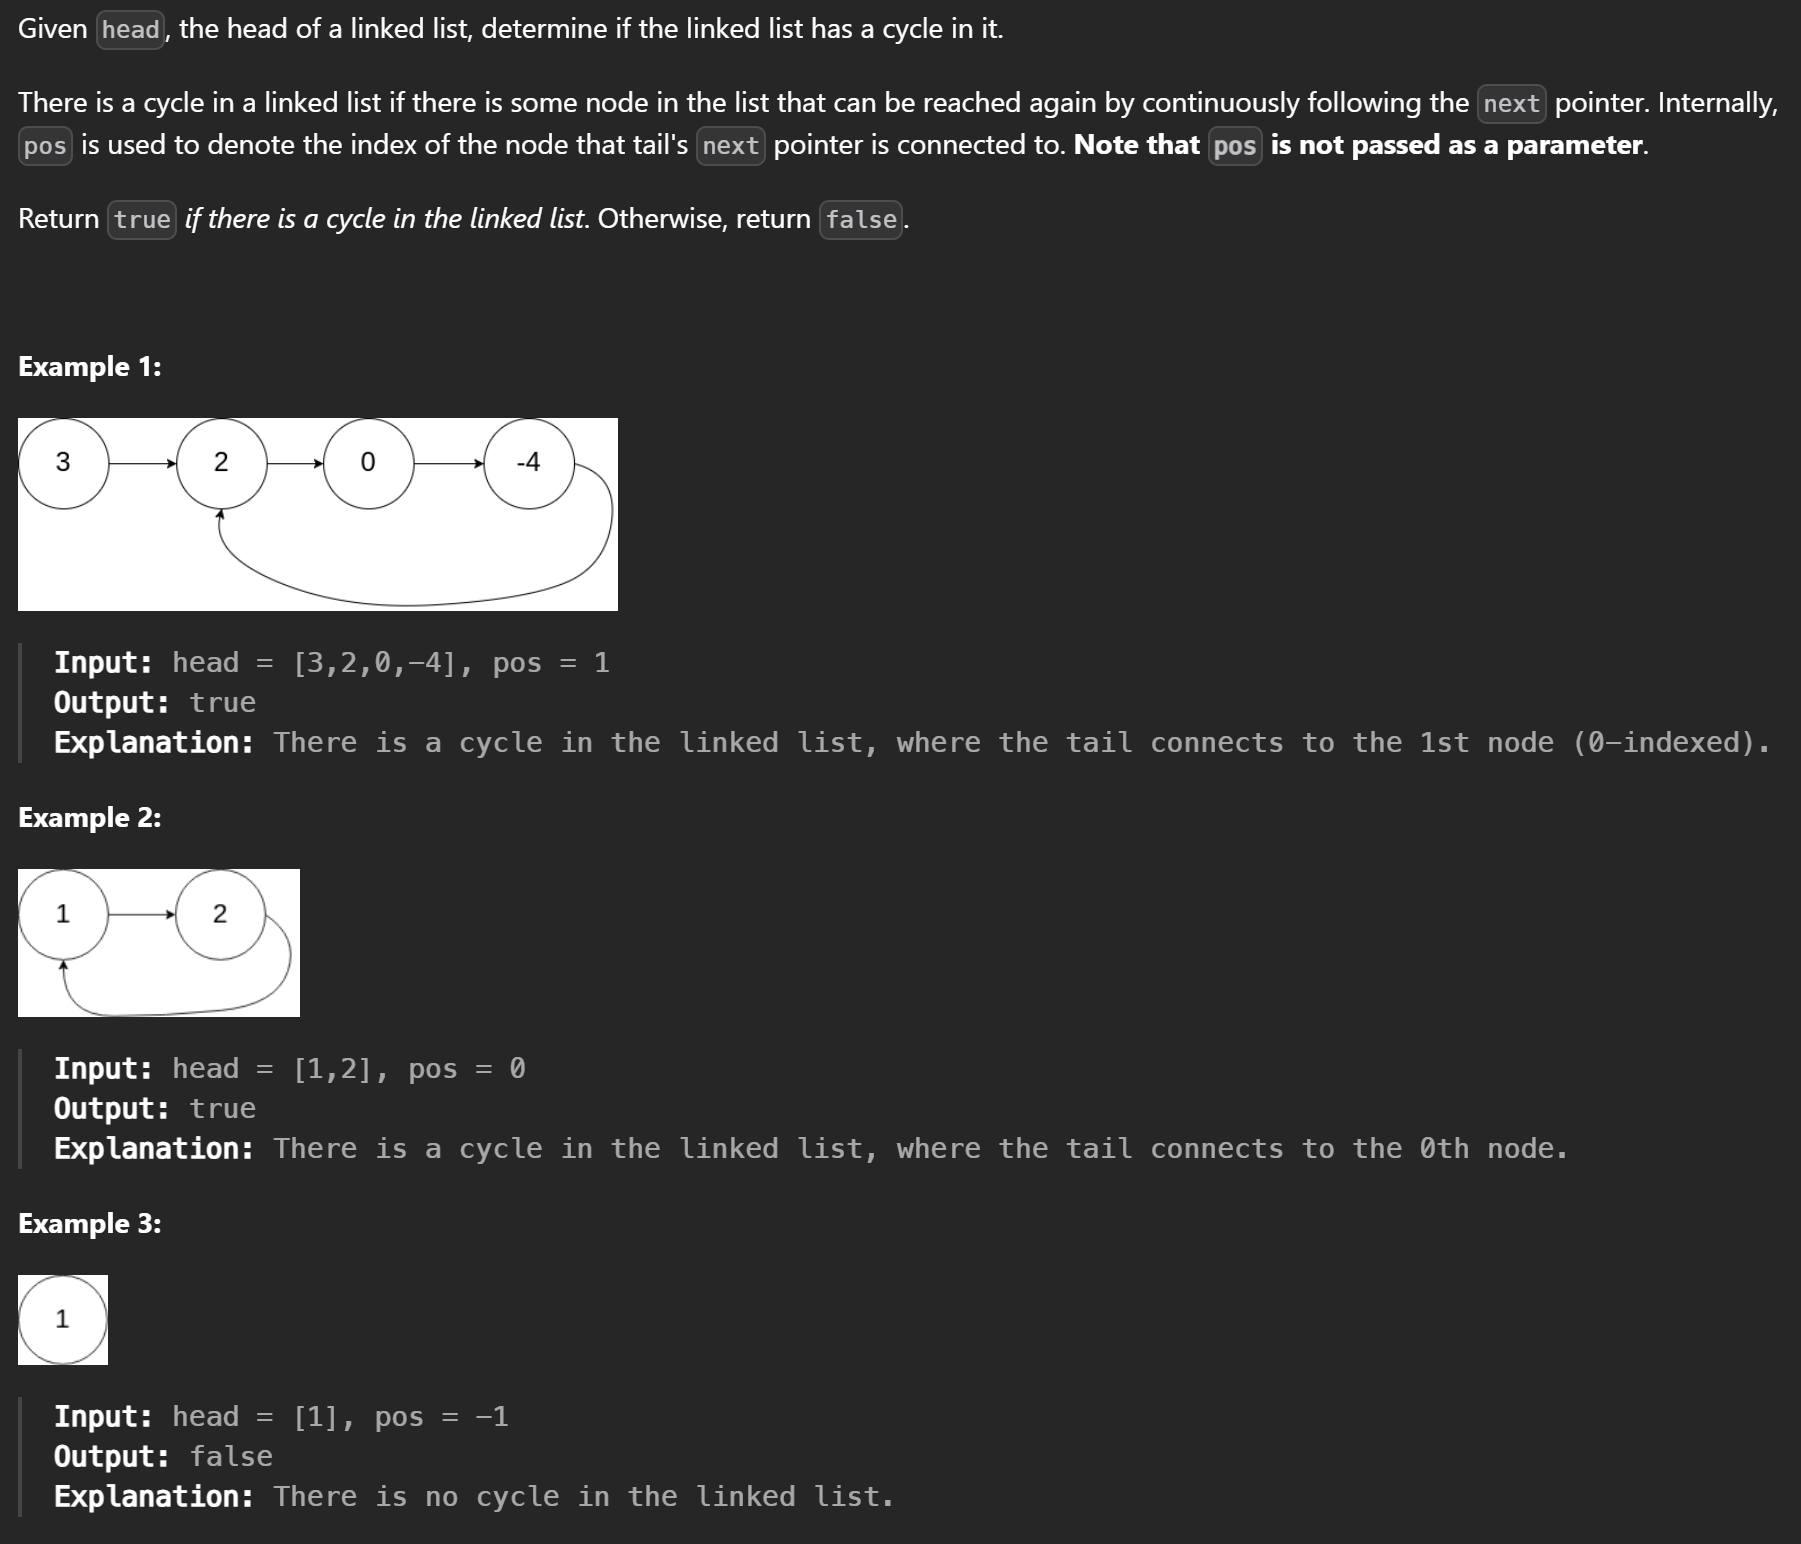 Given head, the head of a linked list, determine if the linked list has a cycle in it.
There is a cycle in a linked list if there is some node in the list that can be reached again by continuously following the next pointer. Internally,
pos is used to denote the index of the node that tail's next pointer is connected to. Note that pos is not passed as a parameter.
Return true if there is a cycle in the linked list. Otherwise, return false.
Example 1:
3 2 0 -4
Input: head = [3,2,0,-4], pos = 1
Output: true
Explanation: There is a cycle in the linked list, where the tail connects to the 1st node (0-indexed).
Example 2:
1 2
Input: head = [1,2], pos = 0
Output: true
Explanation: There is a cycle in the linked list, where the tail connects to the 0th node.
Example 3:
1
Input: head = [1], pos = -1
Output: false
Explanation: There is no cycle in the linked list.